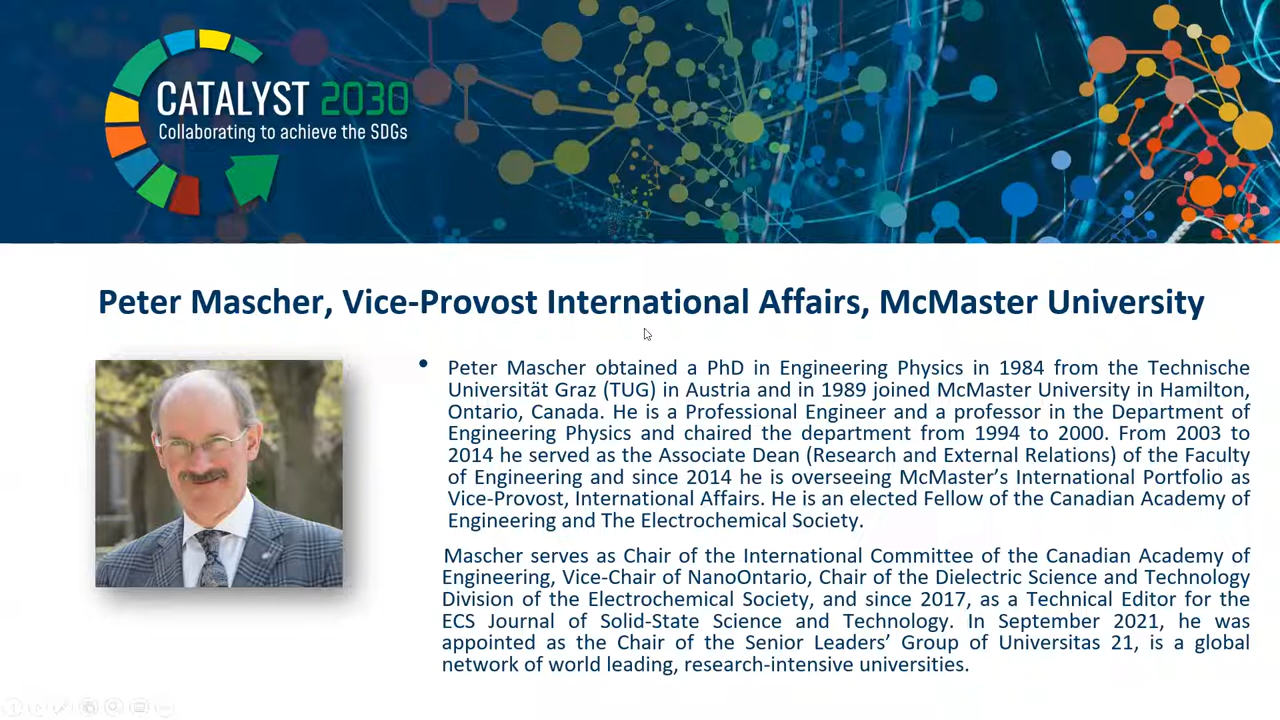 CATALYST 2030
Collaborating to achieve the SDGs
Peter Mascher, Vice-Provost International Affairs, McMaster University
• Peter Mascher obtained a PhD in Engineering Physics in 1984 from the Technische
Universität Graz (TUG) in Austria and in 1989 joined McMaster University in Hamilton,
Ontario, Canada. He is a Professional Engineer and a professor in the Department of
Engineering Physics and chaired the department from 1994 to 2000. From 2003 to
2014 he served as the Associate Dean (Research and External Relations) of the Faculty
of Engineering and since 2014 he is overseeing McMaster’s International Portfolio as
Vice-Provost, International Affairs. He is an elected Fellow of the Canadian Academy of
Engineering and The Electrochemical Society.
Mascher serves as Chair of the International Committee of the Canadian Academy of
Engineering, Vice-Chair of NanoOntario, Chair of the Dielectric Science and Technology
Division of the Electrochemical Society, and since 2017, as a Technical Editor for the
ECS Journal of Solid-State Science and Technology. In September 2021, he was
appointed as the Chair of the Senior Leaders’ Group of Universitas 21, is a global
network of world leading, research-intensive universities.